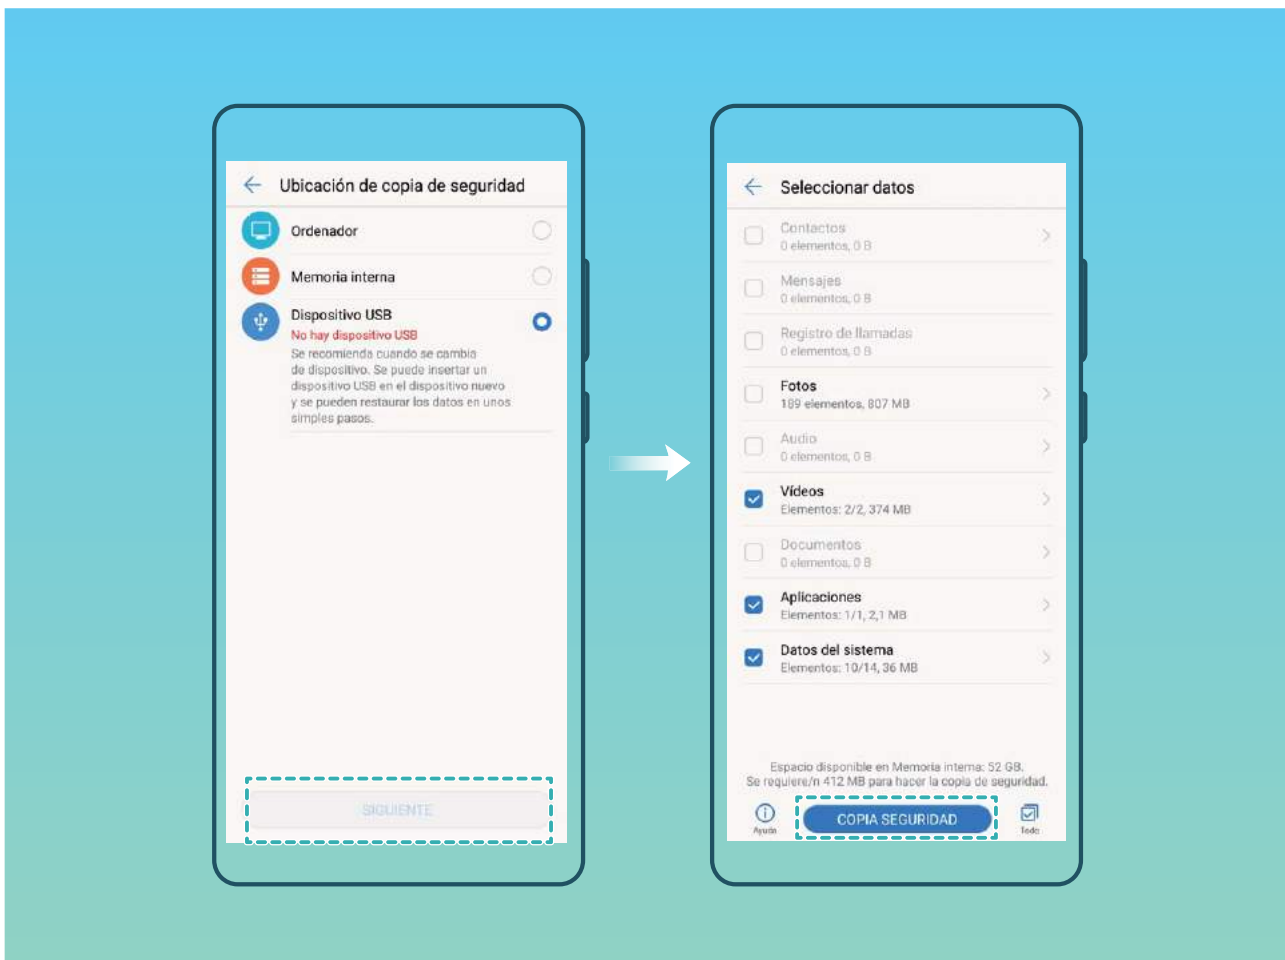 Ubicación de copia de seguridad
Ordenador
Memoria interna
Dispositivo USB
No hay dispositivo USB
Se recomienda cuando se cambia
de dispositivo. Se puede insertar un
dispositivo USB en el dispositivo nuevo
y se pueden restaurar los datos en unos
simples pasos.
SIGUIENTE
Seleccionar datos
Contactos
0 elementos, 0 B
Mensajes
0 elementos, 0 B
Registro de llamadas
0 elementos, 0 B
Fotos
189 elementos, 807 MB
Audio
0 elementos, 0 B
Vídeos
Elementos: 2/2, 374 MB
Documentos
0 elementos, 0 B
Aplicaciones
Elementos: 1/1, 2,1 MB
Datos del sistema
Elementos: 10/14, 36 MB
Espacio disponible en Memoria interna: 52 GB.
Se requiere/n 412 MB para hacer la copia de seguridad.
Ayuda
COPIA SEGURIDAD
Todo